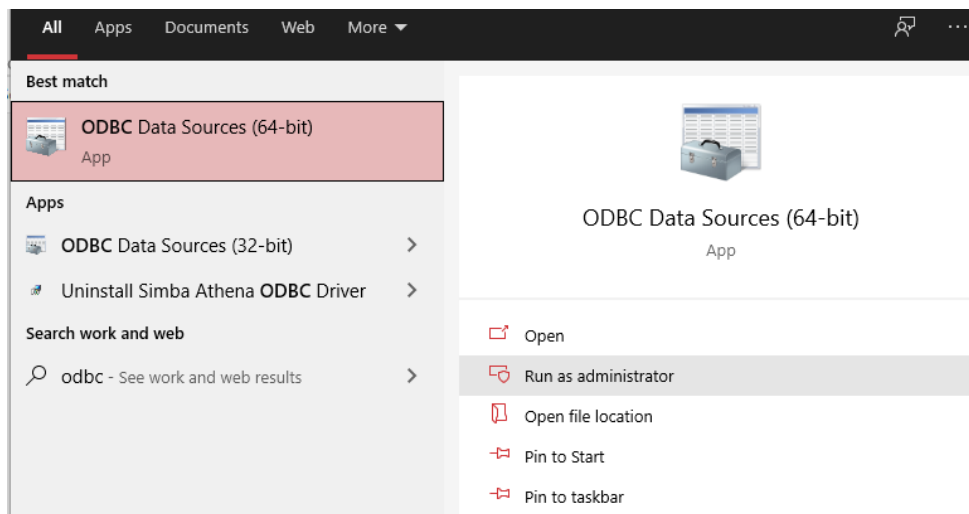 All Apps Documents Web More
Best match
ODBC Data Sources (64-bit)
App
Apps
ODBC Data Sources (32-bit)
Uninstall Simba Athena ODBC Driver
Search work and web
odbc - See work and web results
ODBC Data Sources (64-bit)
App
Open
Run as administrator
Open file location
Pin to Start
Pin to taskbar